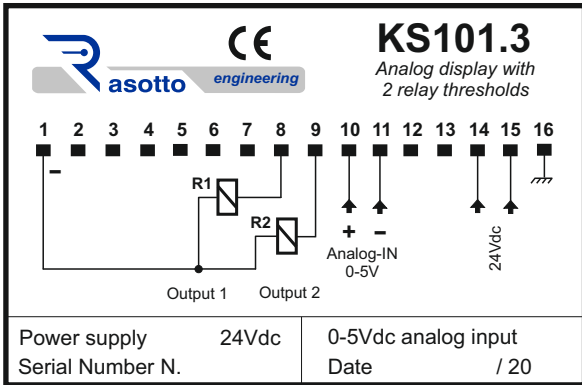 Rasotto
engineering
CE
KS101.3
Analog display with
2 relay thresholds
1 2 3 4 5 6 7 8 9 10 11 12 13 14 15 16
–
R1
R2
+ –
Analog-IN
0-5V
24Vdc
Output 1 Output 2
Power supply 24Vdc
Serial Number N.
0-5Vdc analog input
Date / 20